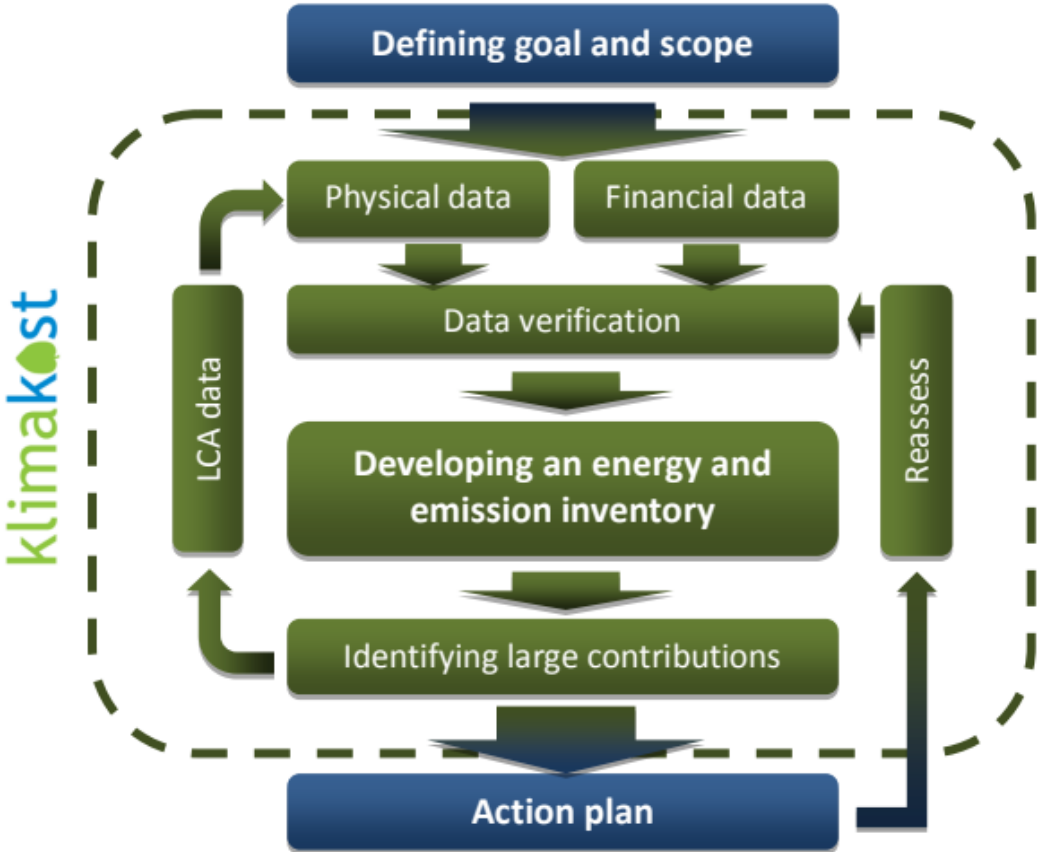 Defining goal and scope
Physical data
Financial data
Data verification
klimakost
LCA data
Reassess
Developing an energy and
emission inventory
Identifying large contributions
Action plan